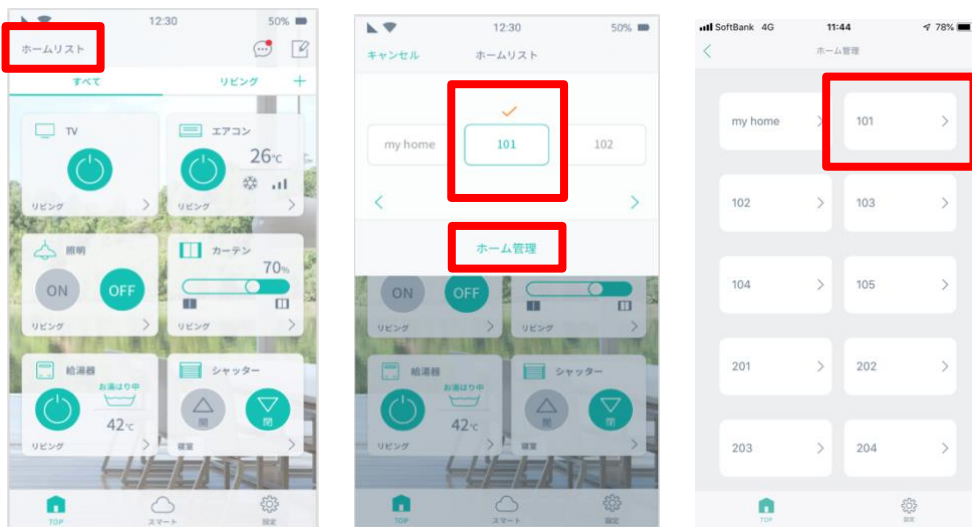 12:30
50%
ホームリスト
すべて
リビング
TV
エアコン
26℃
リビング
リビング
照明
カーテン
70%
ON
OFF
リビング
リビング
給湯器
シャッター
お湯はり中
42℃
開
閉
リビング
寝室
TOP
スマート
設定
12:30
50%
キャンセル
ホームリスト
my home
101
102
ホーム管理
ON
OFF
リビング
リビング
給湯器
シャッター
お湯はり中
42℃
開
閉
リビング
寝室
TOP
スマート
設定
SoftBank 4G
11:44
78%
ホーム管理
my home
101
102
103
104
105
201
202
203
204
TOP
設定